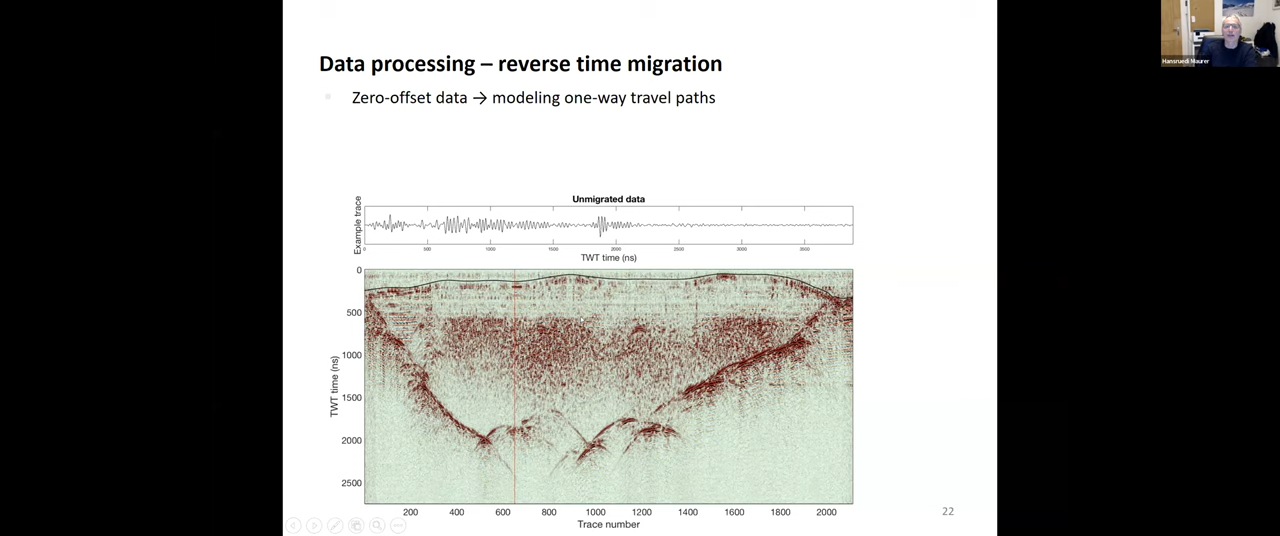 Data processing – reverse time migration
Zero-offset data → modeling one-way travel paths
Hansruedi Maurer
Unmigrated data
Example trace
0 500 1000 1500 2000 2500 3000 3500
TWT time (ns)
0
500
1000
1500
2000
2500
TWT time (ns)
200 400 600 800 1000 1200 1400 1600 1800 2000
Trace number
22